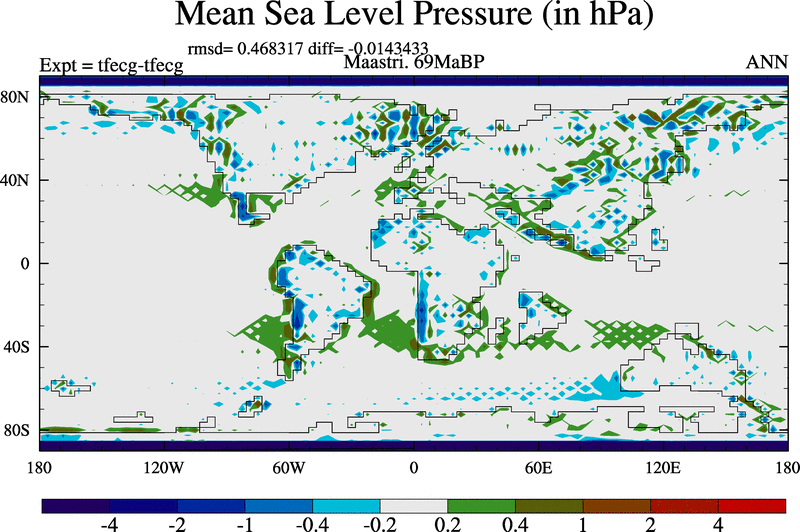 Mean Sea Level Pressure (in hPa)
rmsd= 0.468317 diff= -0.0143433
Expt = tfecg-tfecg Maastri. 69MaBP ANN
80N
40N
0
40S
80S
180 120W 60W 0 60E 120E 180
-4 -2 -1 -0.4 -0.2 0.2 0.4 1 2 4